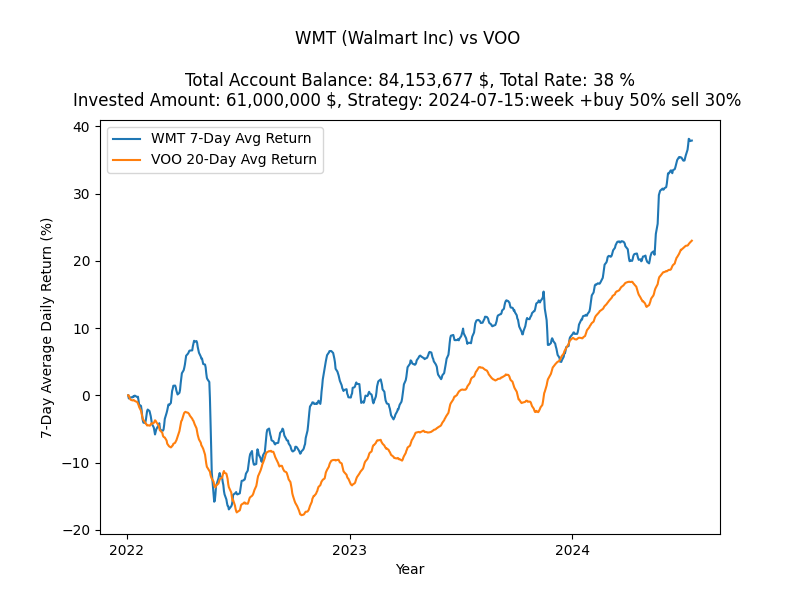 WMT (Walmart Inc) vs VOO
Total Account Balance: 84,153,677 $, Total Rate: 38 %
Invested Amount: 61,000,000 $, Strategy: 2024-07-15:week +buy 50% sell 30%
WMT 7-Day Avg Return
VOO 20-Day Avg Return
7-Day Average Daily Return (%)
40
30
20
10
0
−10
−20
2022
2023
2024
Year